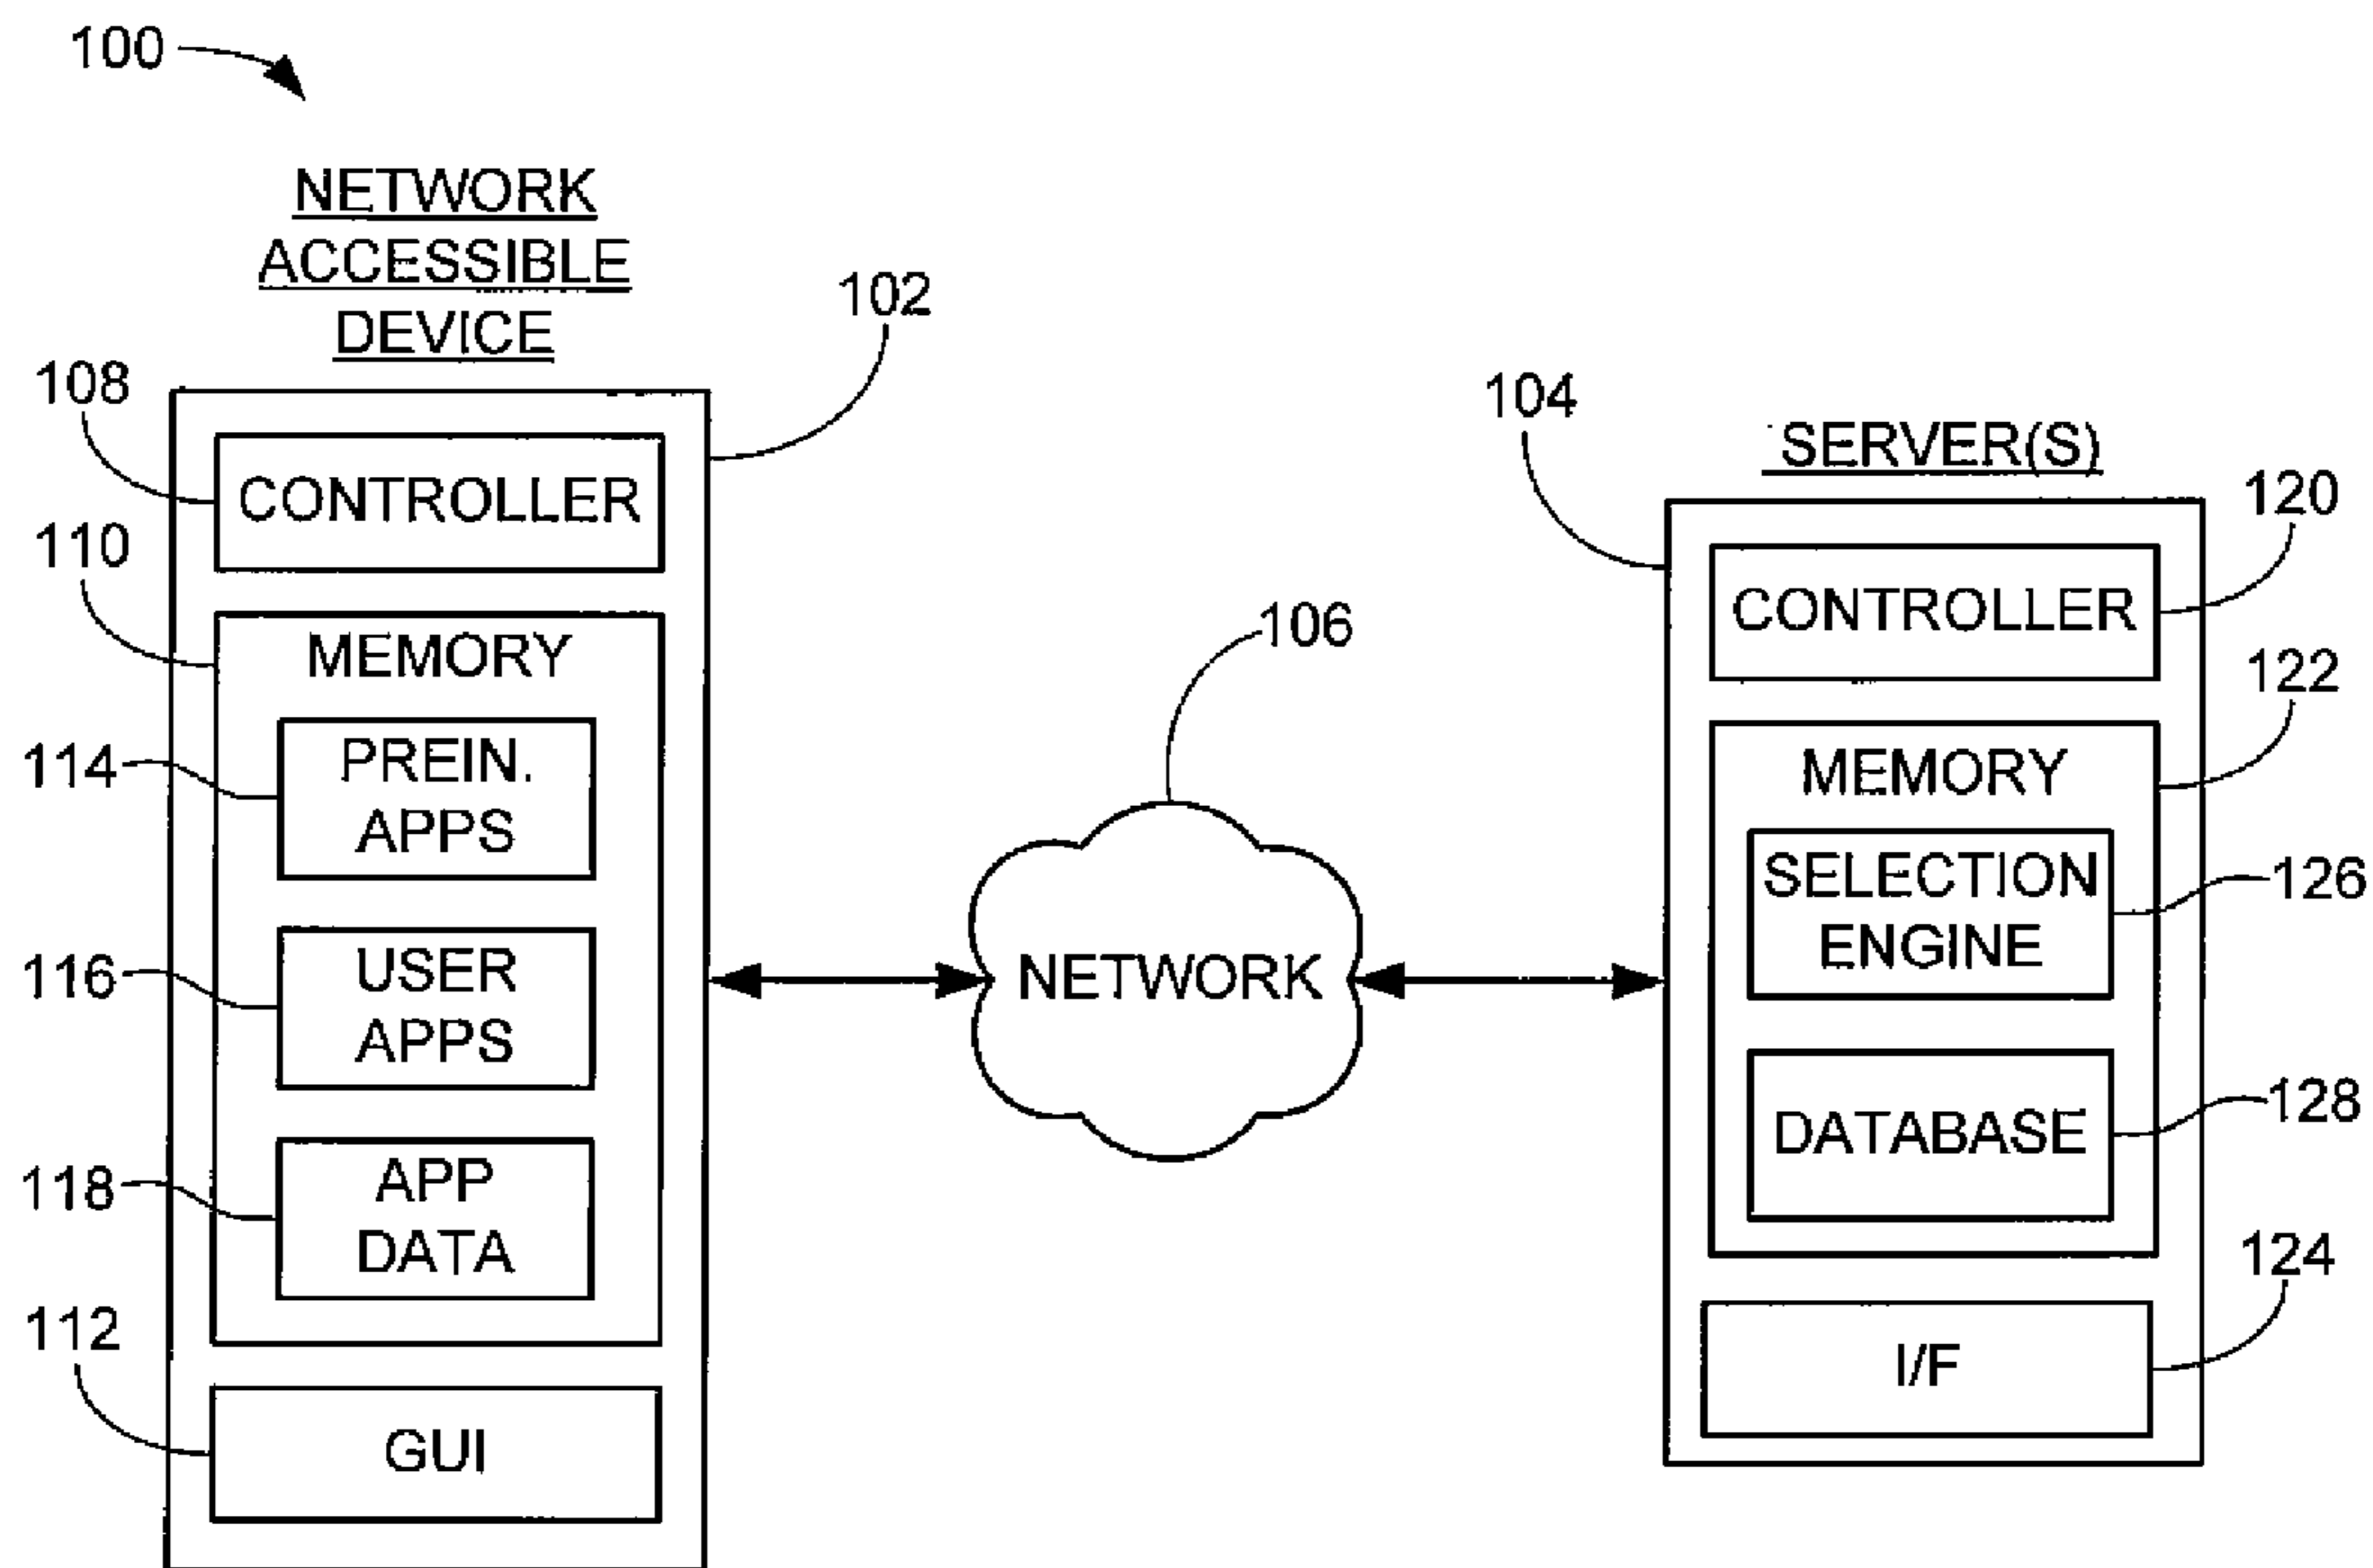 100
NETWORK
ACCESSIBLE
DEVICE
102
108
CONTROLLER
110
MEMORY
114
PREIN.
APPS
116
USER
APPS
118
APP
DATA
112
GUI
106
NETWORK
104
SERVER(S)
120
CONTROLLER
122
MEMORY
SELECTION
ENGINE
126
DATABASE
128
124
I/F